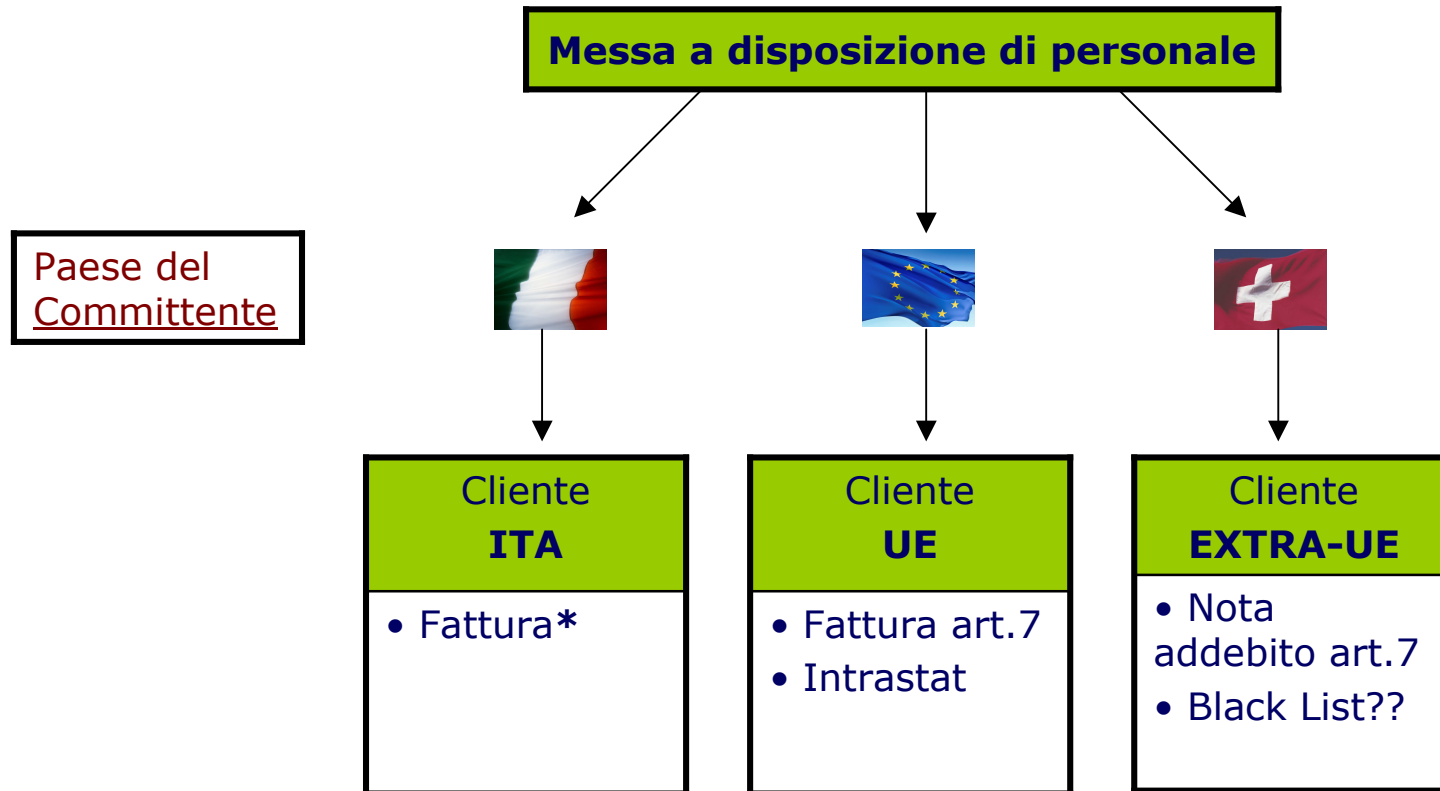 Messa a disposizione di personale
Paese del
Committente
Cliente
ITA
• Fattura*
Cliente
UE
• Fattura art.7
• Intrastat
Cliente
EXTRA-UE
• Nota
addebito art.7
• Black List??